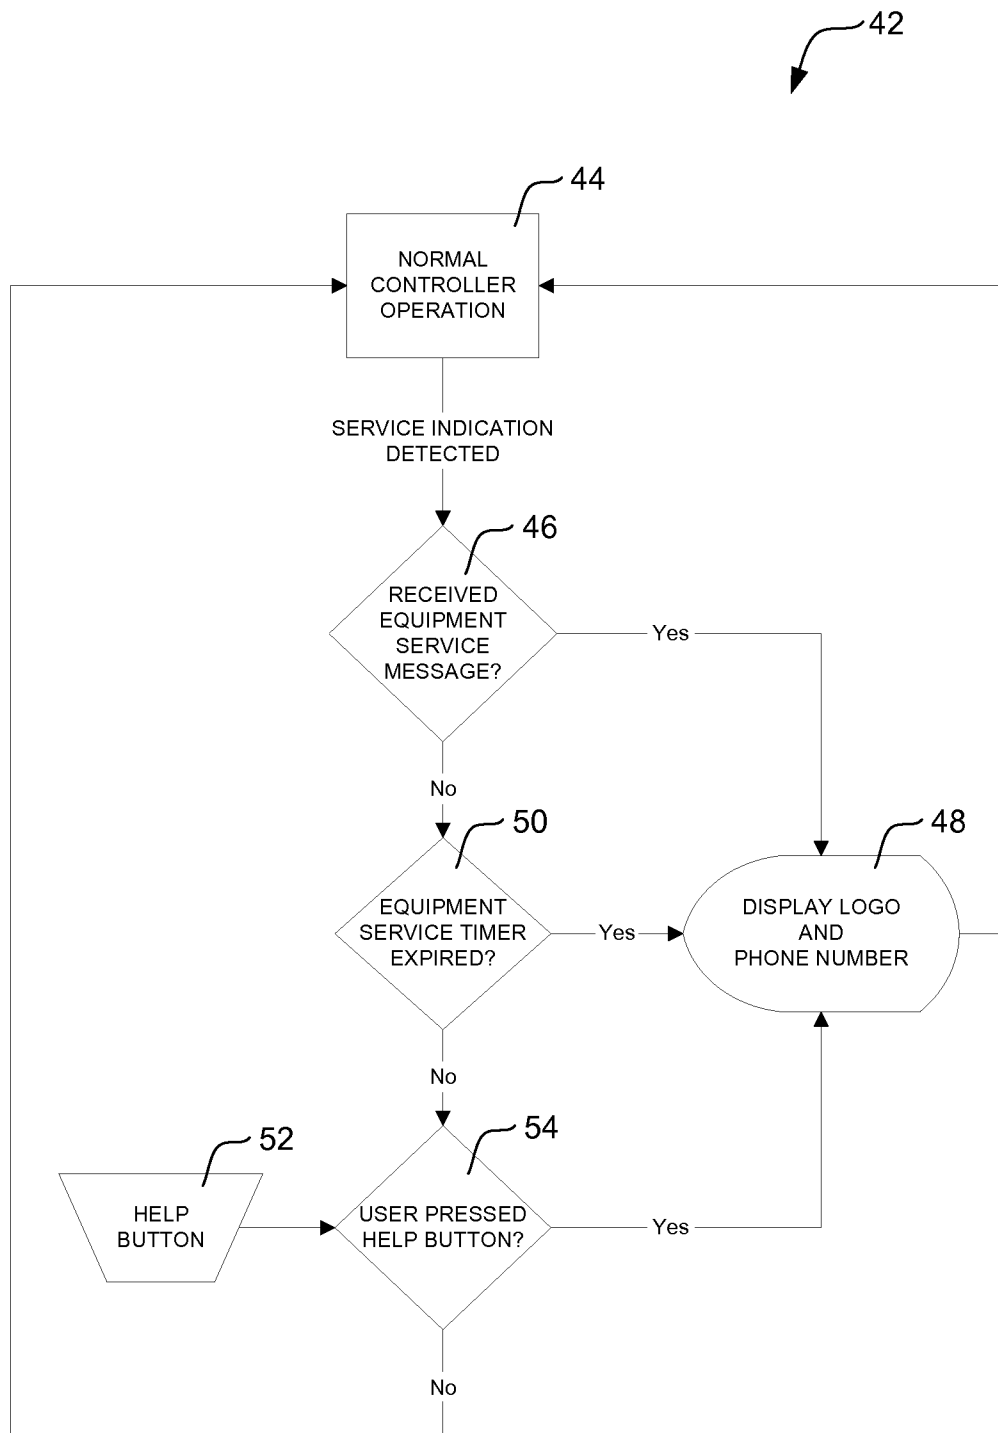 42
44
NORMAL
CONTROLLER
OPERATION
SERVICE INDICATION
DETECTED
46
RECEIVED
EQUIPMENT
SERVICE
MESSAGE?
Yes
No
50
EQUIPMENT
SERVICE TIMER
EXPIRED?
Yes
48
DISPLAY LOGO
AND
PHONE NUMBER
No
52
HELP
BUTTON
54
USER PRESSED
HELP BUTTON?
Yes
No